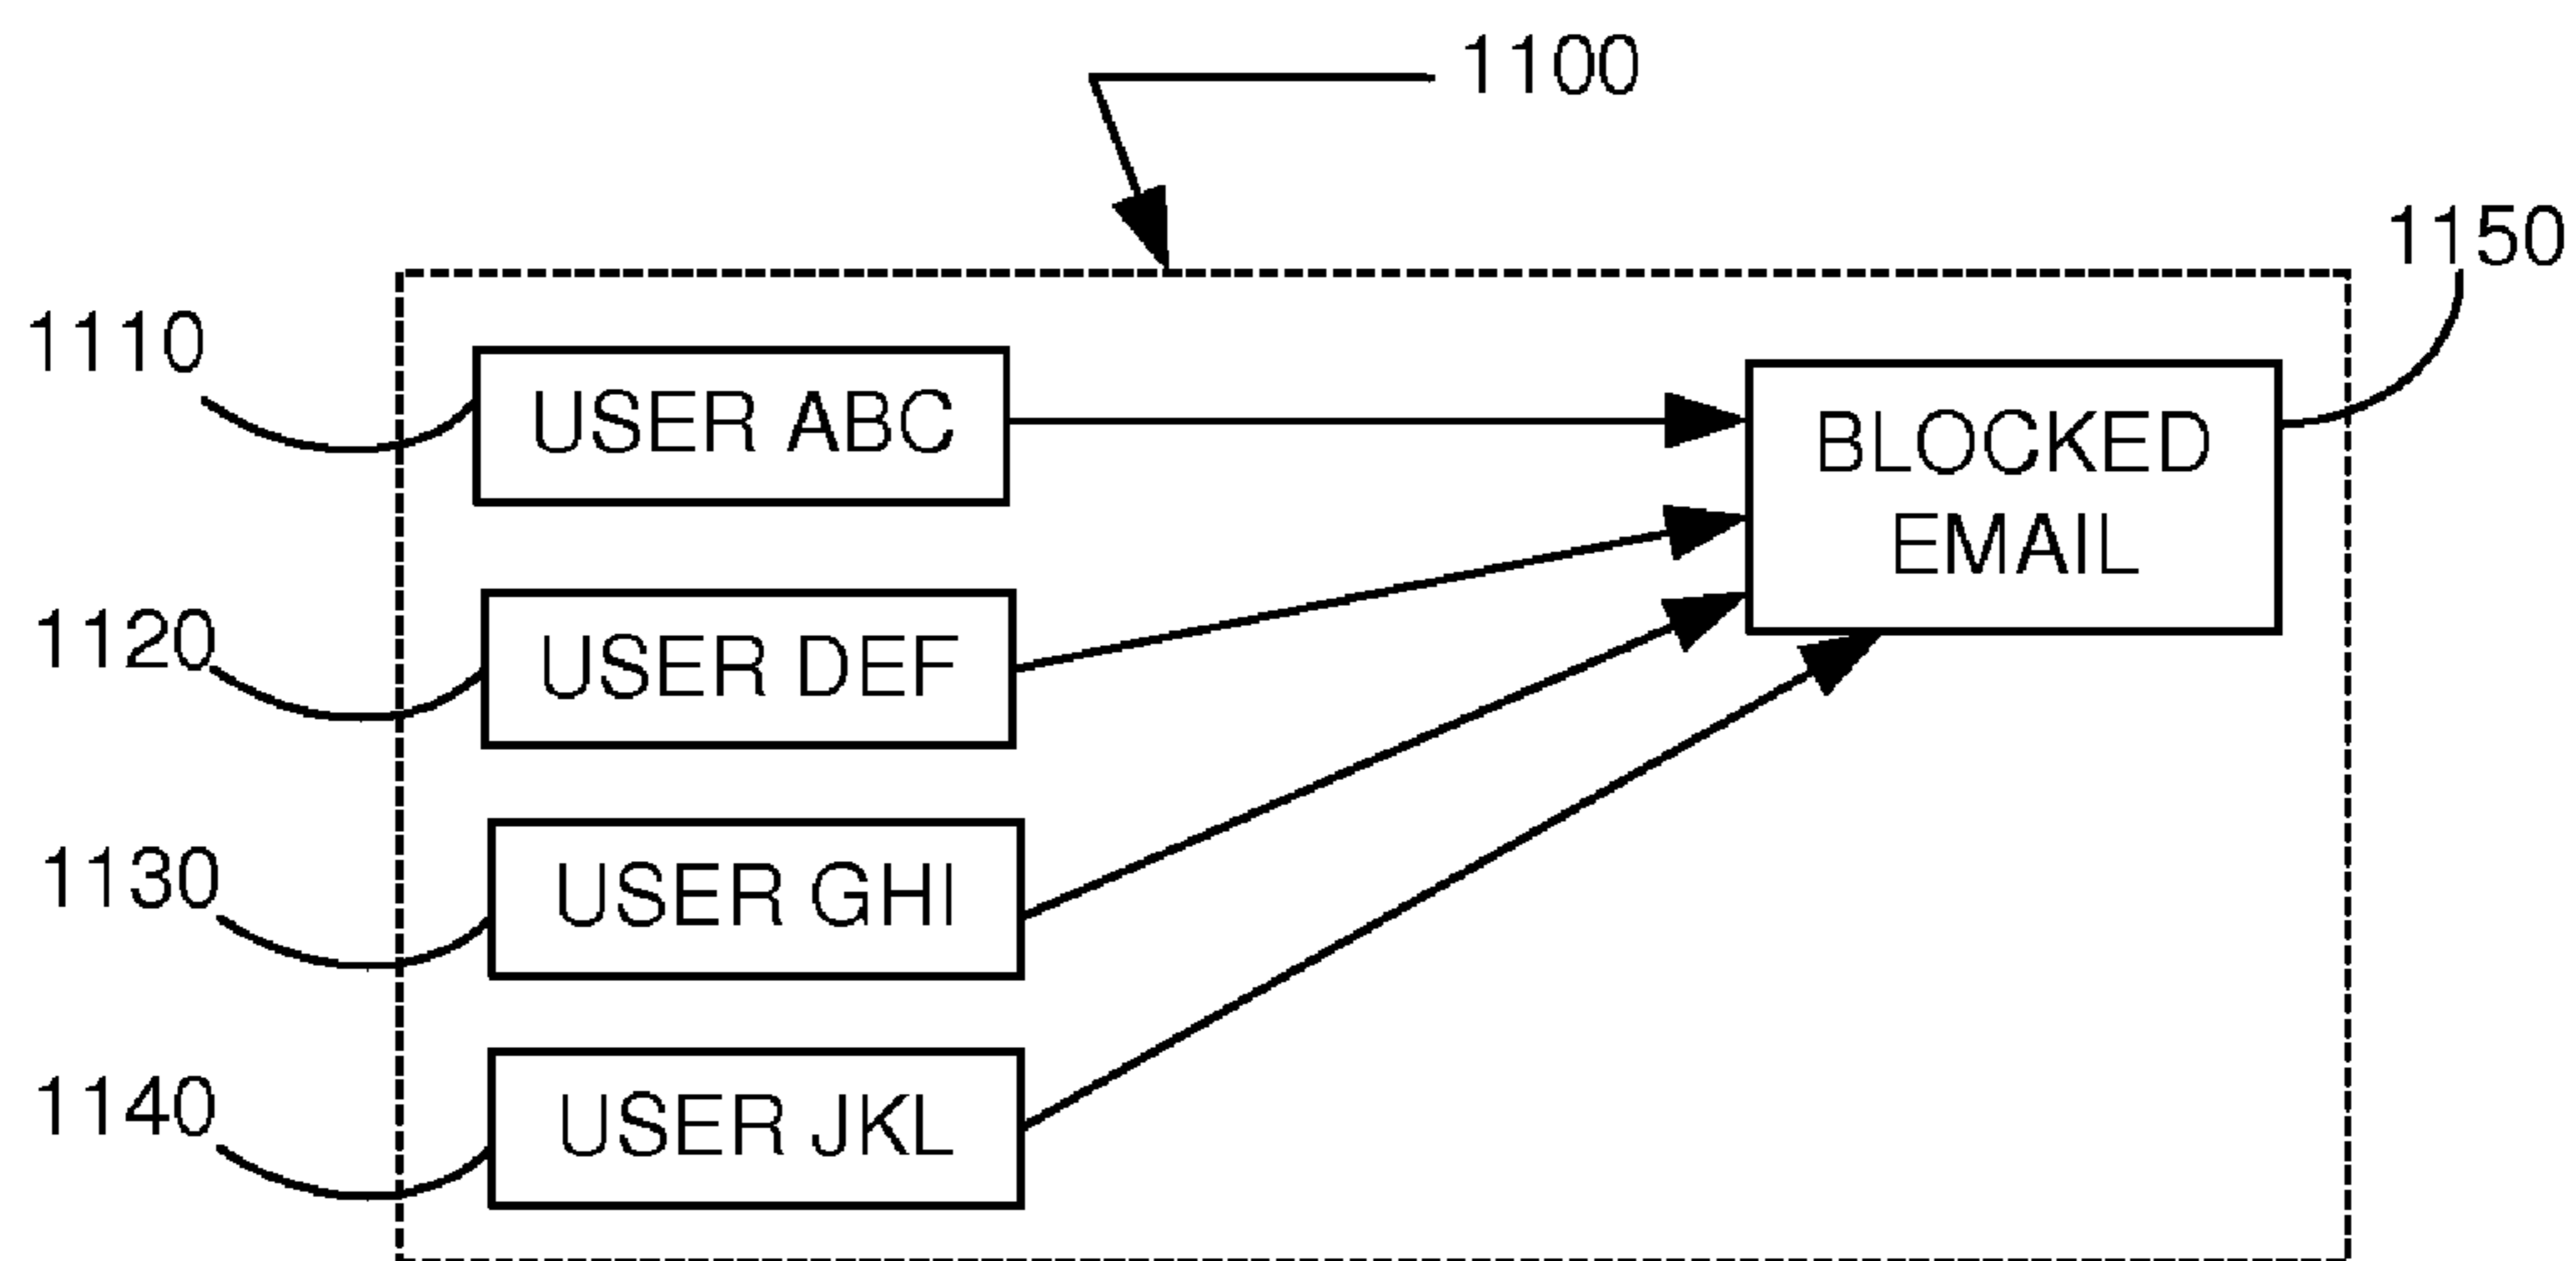 1100
1150
1110
USER ABC
BLOCKED
EMAIL
1120
USER DEF
1130
USER GHI
1140
USER JKL